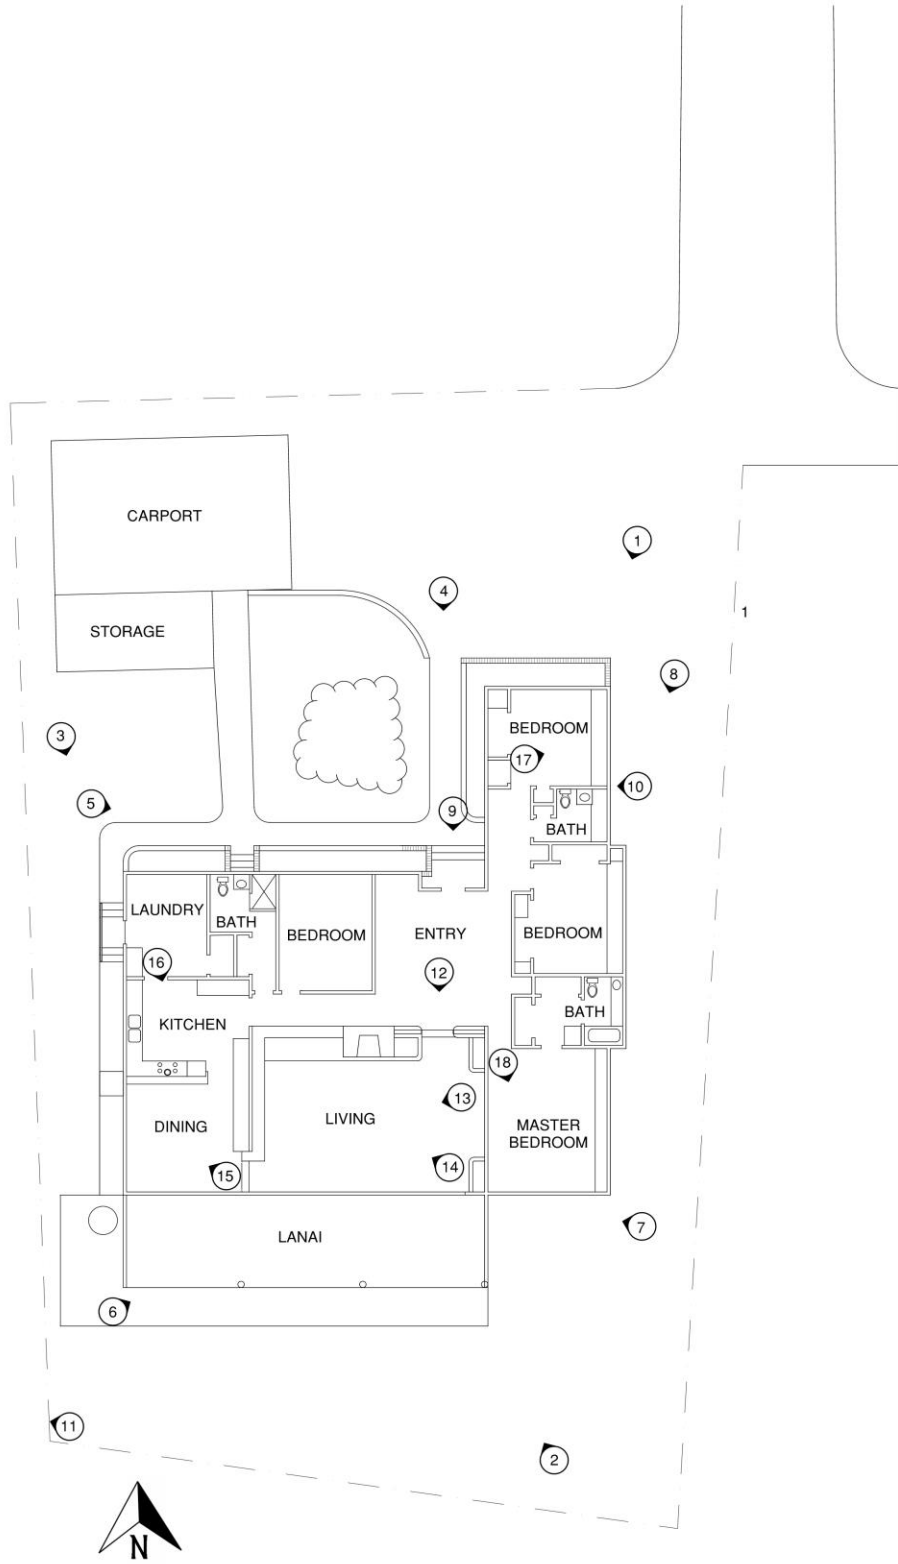 CARPORT
1
4
1
STORAGE
8
3
BEDROOM
17
10
5
9
BATH
LAUNDRY
BATH
BEDROOM
ENTRY
BEDROOM
16
12
BATH
KITCHEN
18
13
LIVING
DINING
MASTER
BEDROOM
14
15
7
LANAI
6
11
2
N